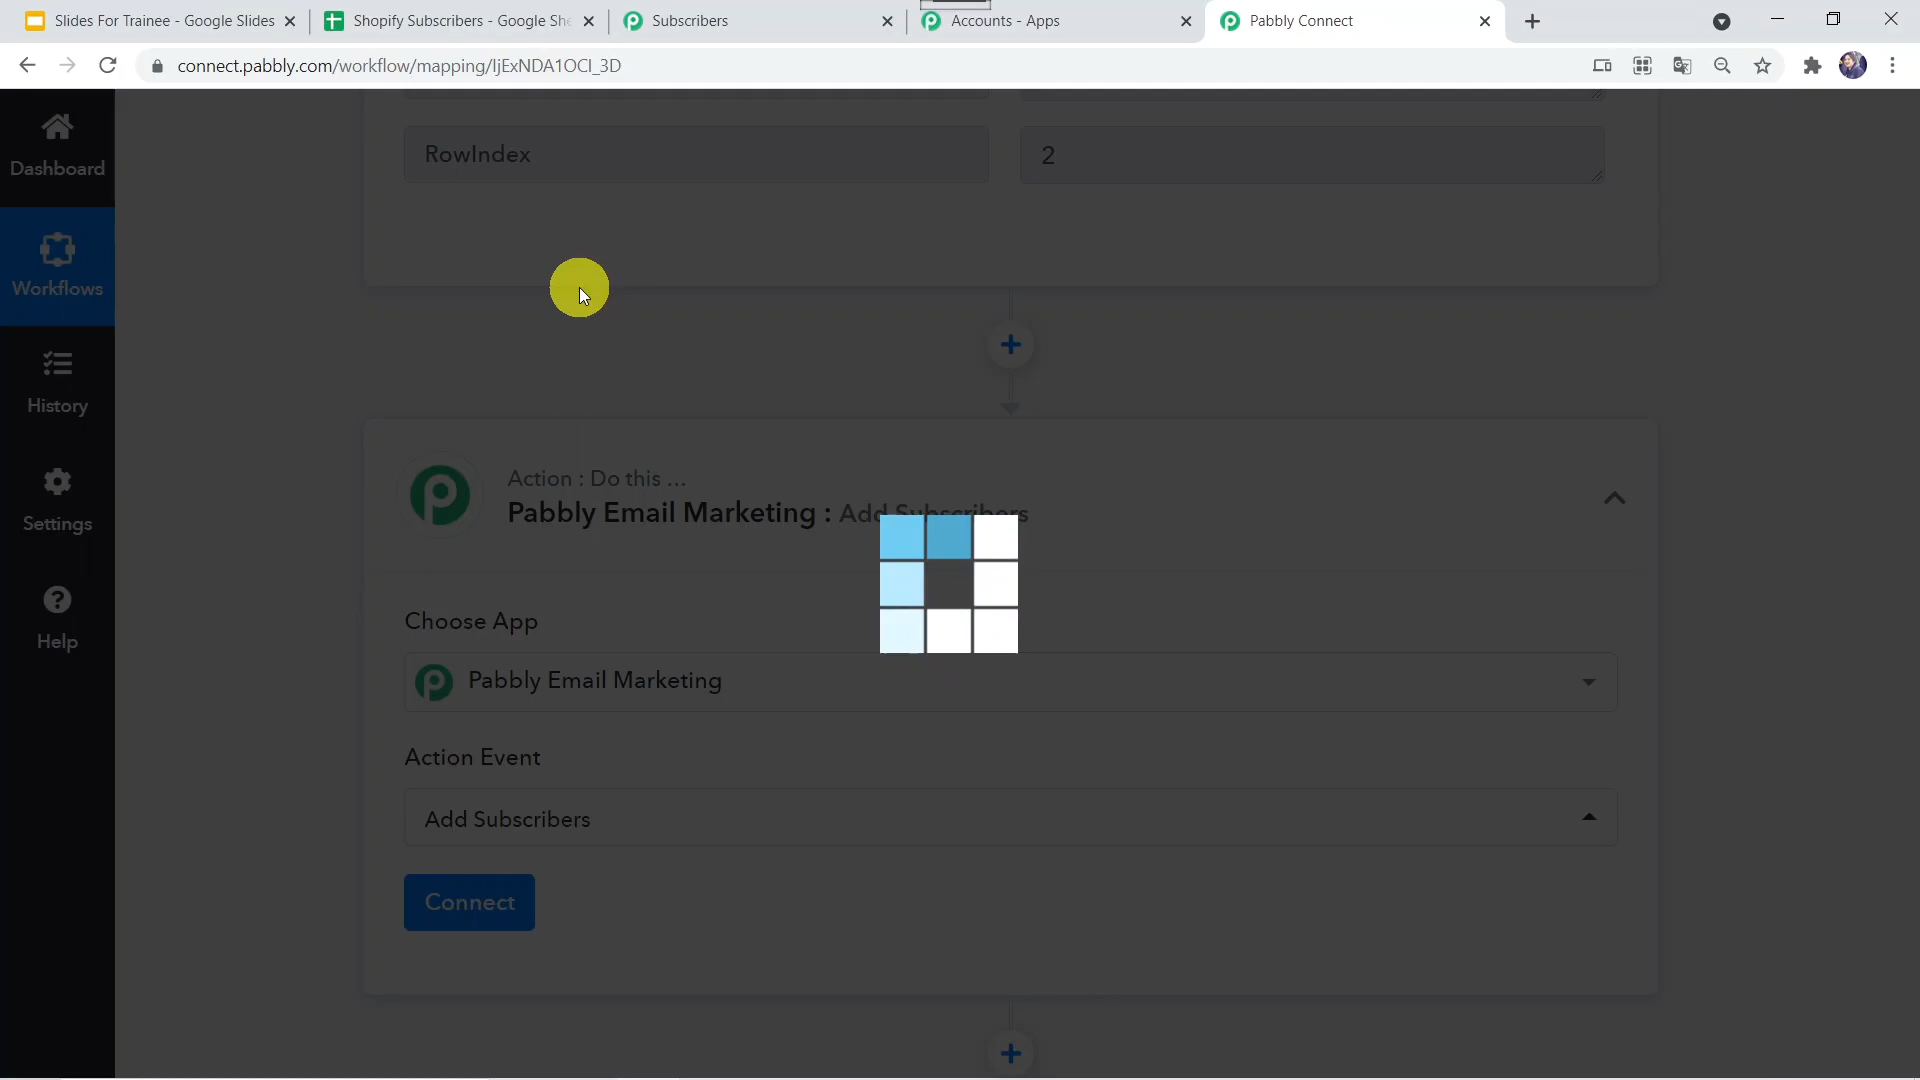 Slides For Trainee - Google Slides
Shopify Subscribers - Google She
Subscribers
Accounts - Apps
Pabbly Connect
connect.pabbly.com/workflow/mapping/IjExNDA1OCI_3D
Dashboard
Workflows
History
Settings
Help
RowIndex
2
Action : Do this ...
Pabbly Email Marketing : Add Subscribers
Choose App
Pabbly Email Marketing
Action Event
Add Subscribers
Connect